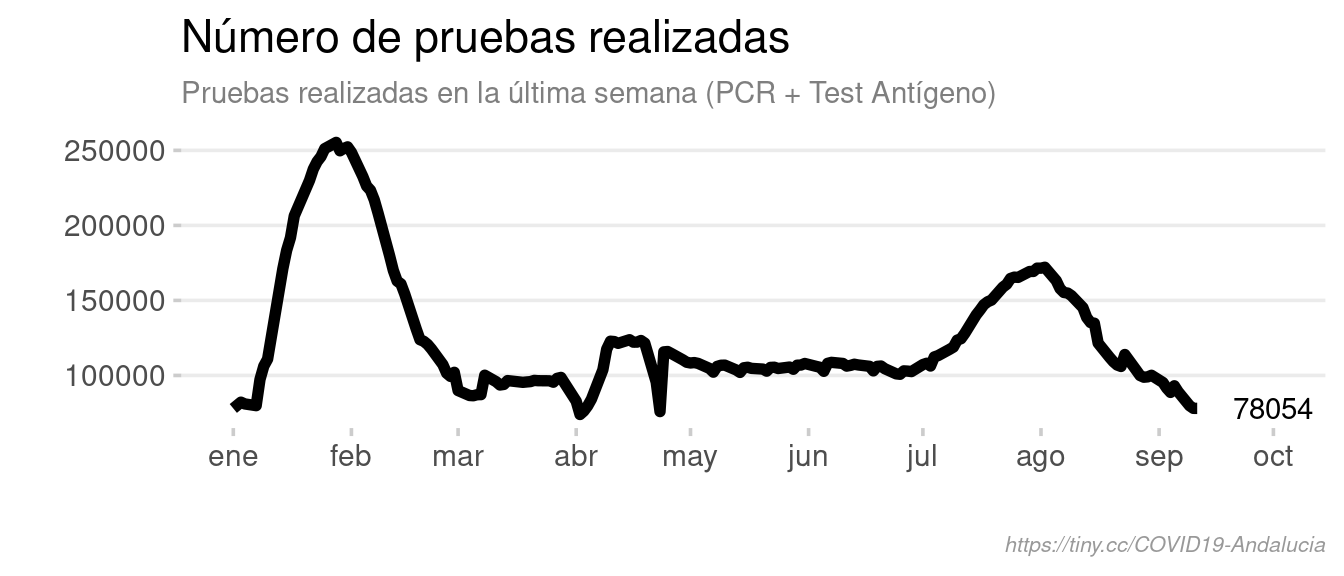 Número de pruebas realizadas
Pruebas realizadas en la última semana (PCR + Test Antígeno)
250000
200000
150000
100000
78054
ene feb mar abr may jun jul ago sep oct
https://tiny.cc/COVID19-Andalucia